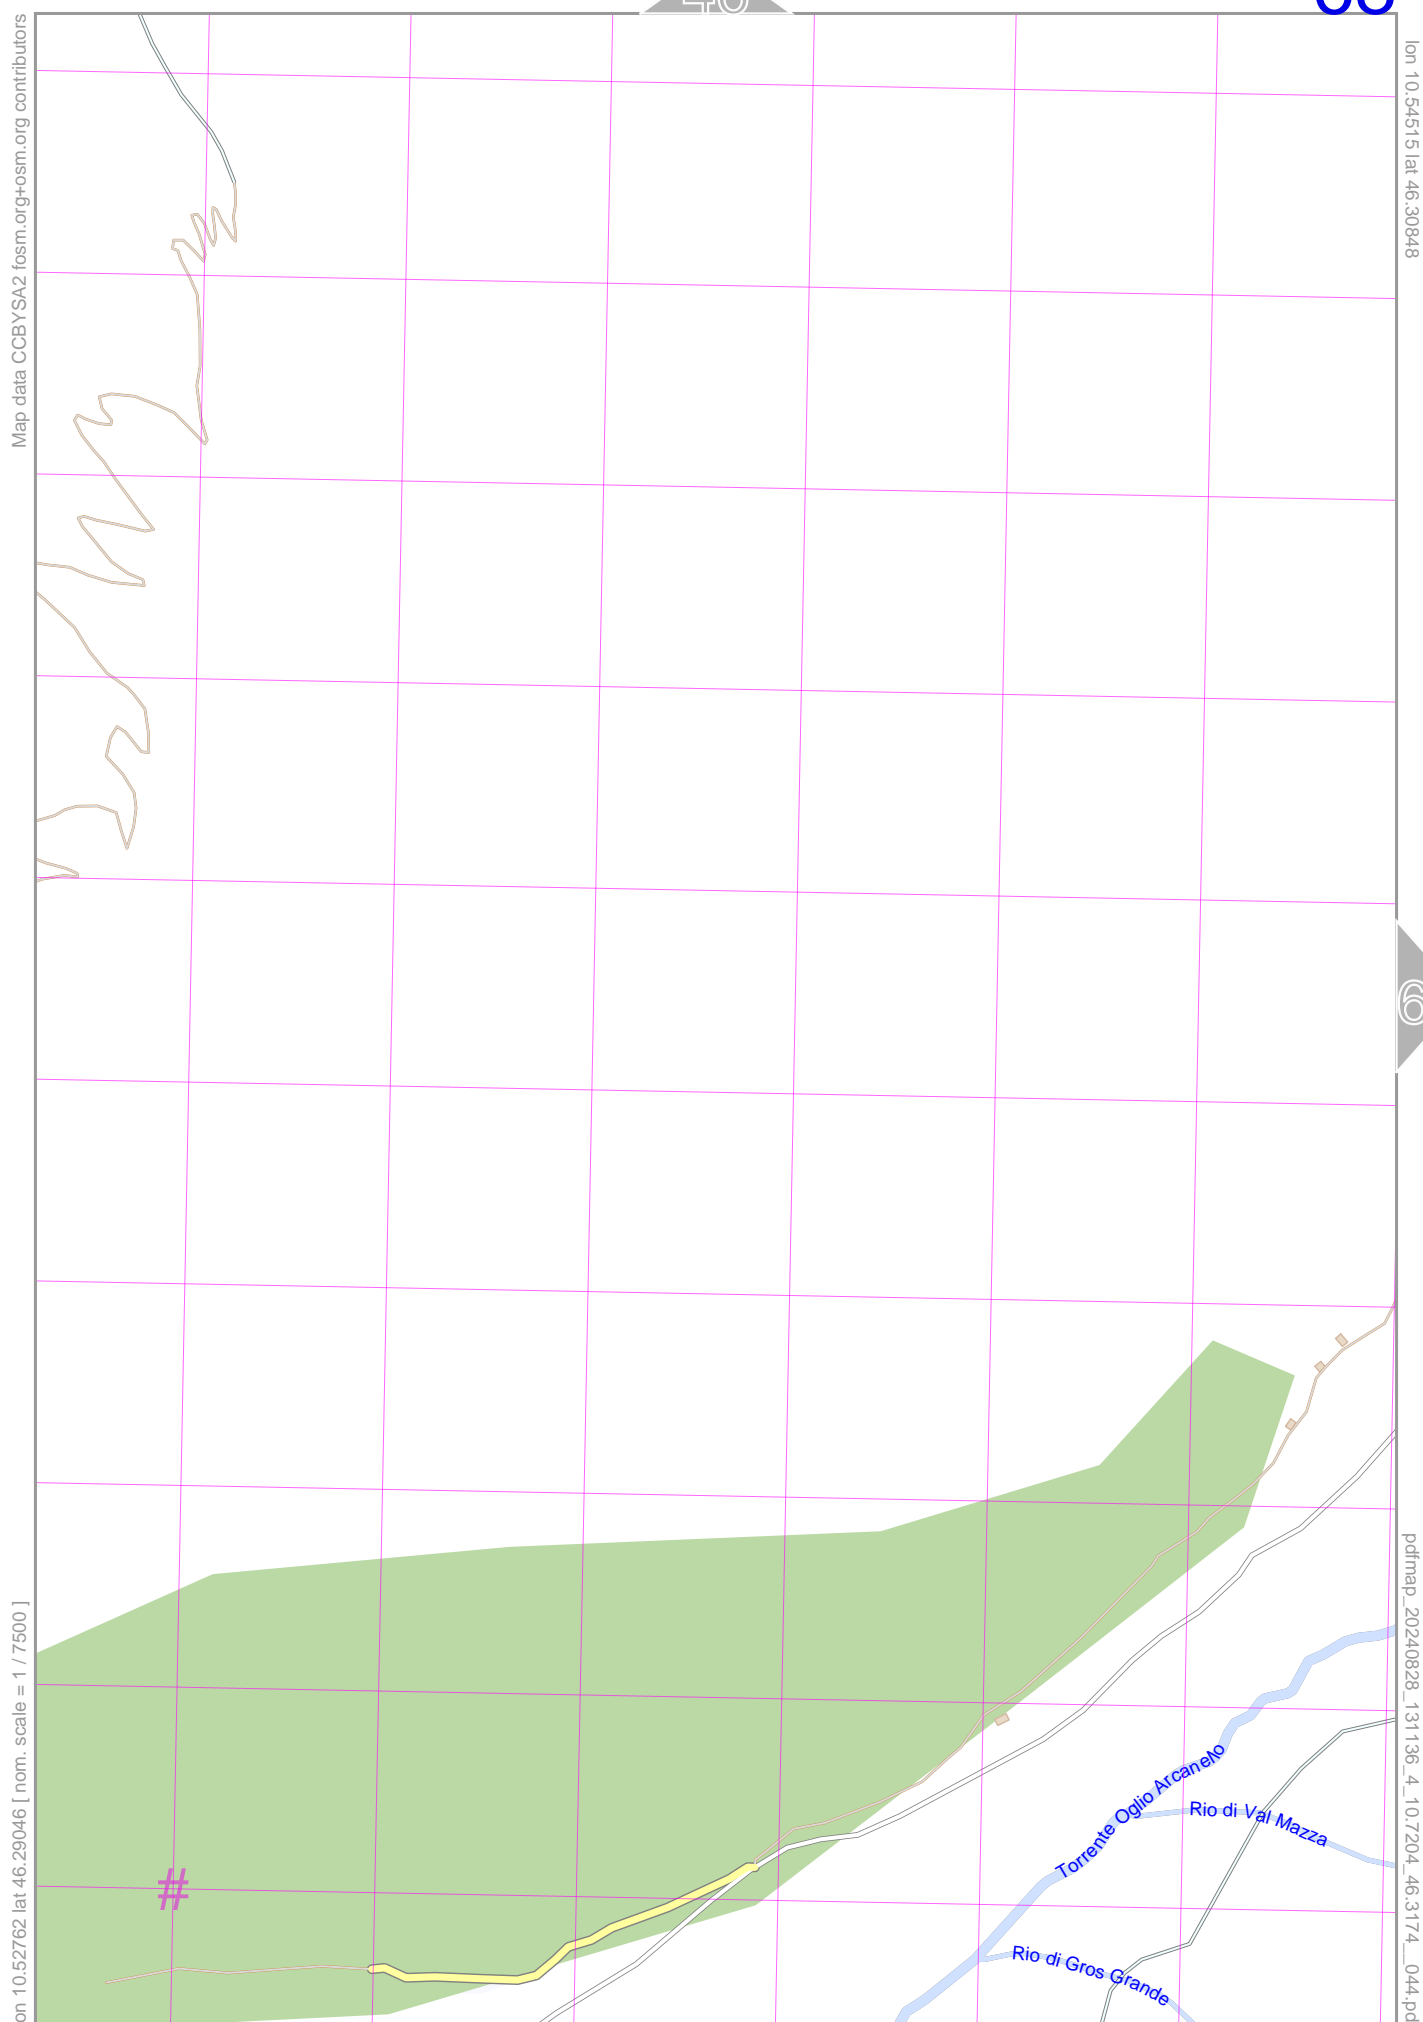 Map data CCBYSA2 fosm.org+osm.org contributors
lon 10.54515 lat 46.30848
6
Torrente Oglio Arcanello
Rio di Val Mazza
#
Rio di Gros Grande
on 10.52762 lat 46.29046 [ nom. scale = 1 / 7500 ]
pdfmap_20240828_131136_4_10.7204_46.3174__044.pd